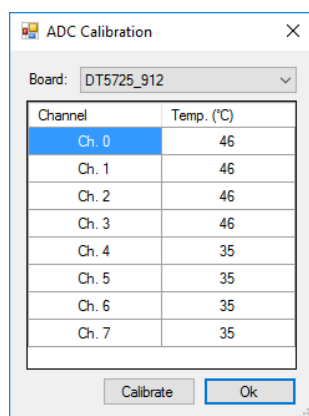 ADC Calibration
Board: DT5725_912
Channel Temp. (°C)
Ch. 0 46
Ch. 1 46
Ch. 2 46
Ch. 3 46
Ch. 4 35
Ch. 5 35
Ch. 6 35
Ch. 7 35
Calibrate Ok